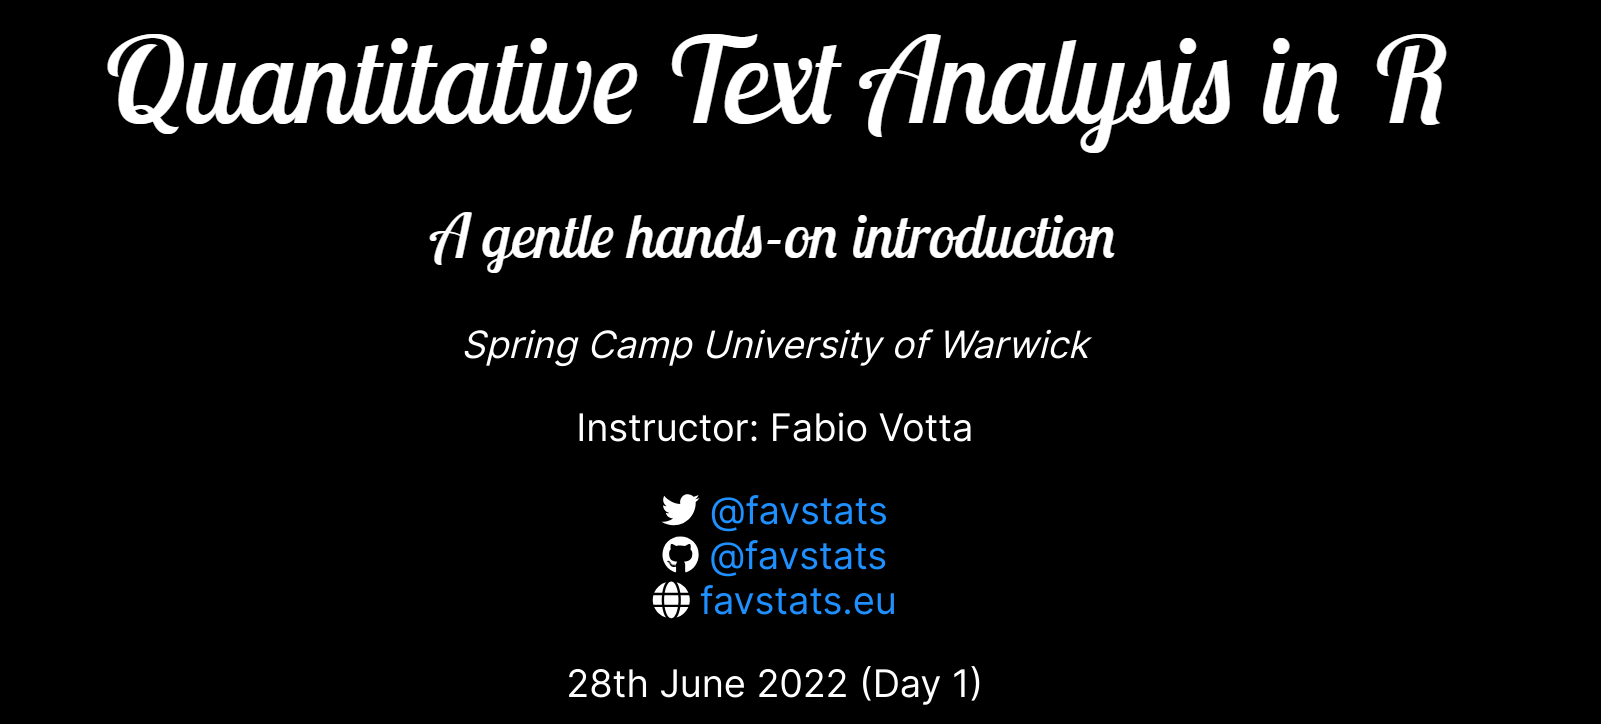 Quantitative Text Analysis in R
A gentle hands-on introduction
Spring Camp University of Warwick
Instructor: Fabio Votta
@favstats
@favstats
favstats.eu
28th June 2022 (Day 1)